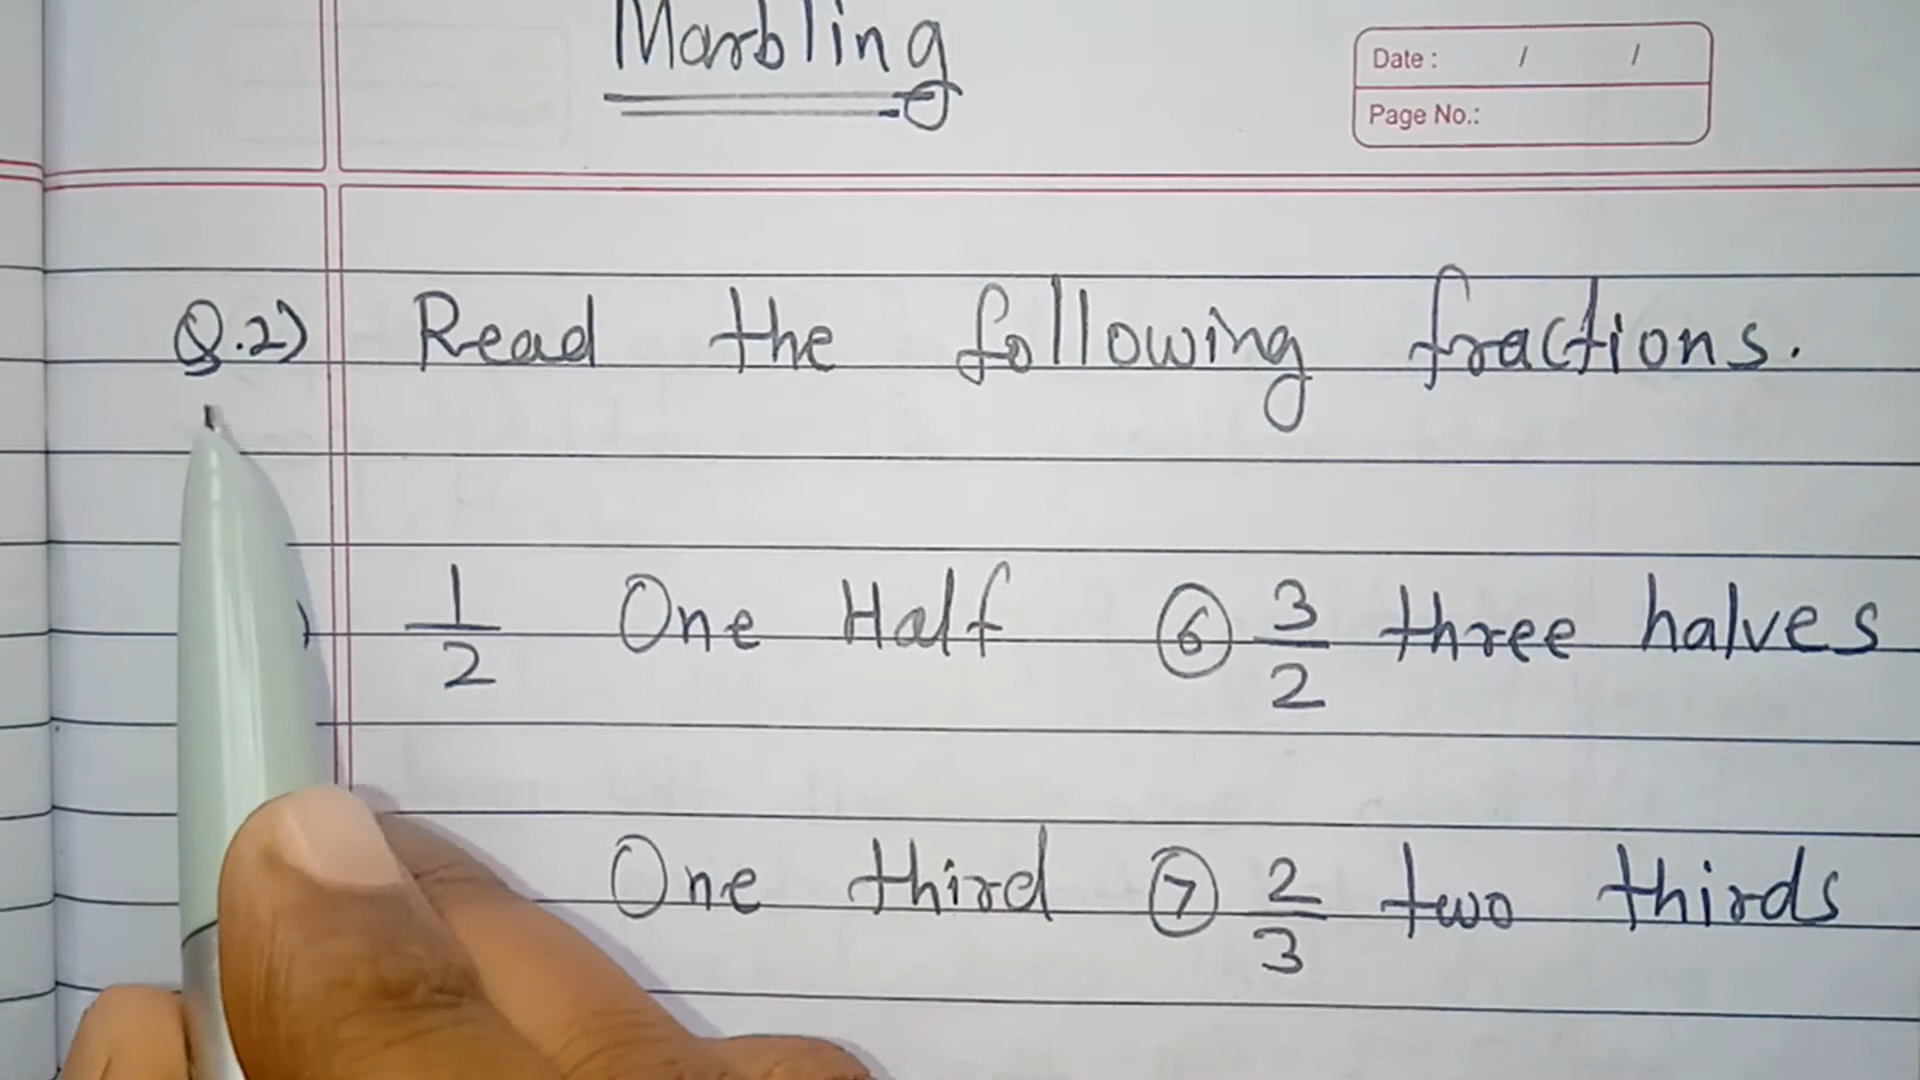 Marbling
Date : / /
Page No.:
Q.2) Read the following fractions.
) 1/2 One Half ⑥ 3/2 three halves
One third ⑦ 2/3 two thirds